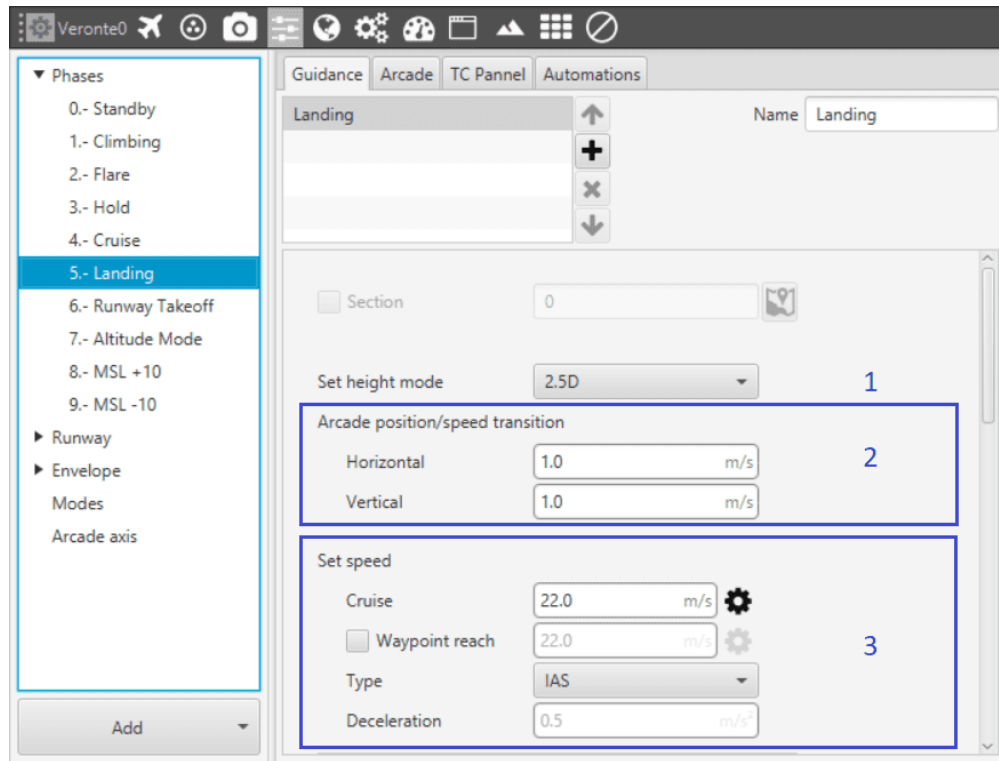 Veronte0
Phases
0.- Standby
1.- Climbing
2.- Flare
3.- Hold
4.- Cruise
5.- Landing
6.- Runway Takeoff
7.- Altitude Mode
8.- MSL +10
9.- MSL -10
Runway
Envelope
Modes
Arcade axis
Add
Guidance Arcade TC Pannel Automations
Landing
Name Landing
Section 0
Set height mode 2.5D 1
Arcade position/speed transition
Horizontal 1.0 m/s 2
Vertical 1.0 m/s
Set speed
Cruise 22.0 m/s
Waypoint reach 22.0 m/s 3
Type IAS
Deceleration 0.5 m/s²